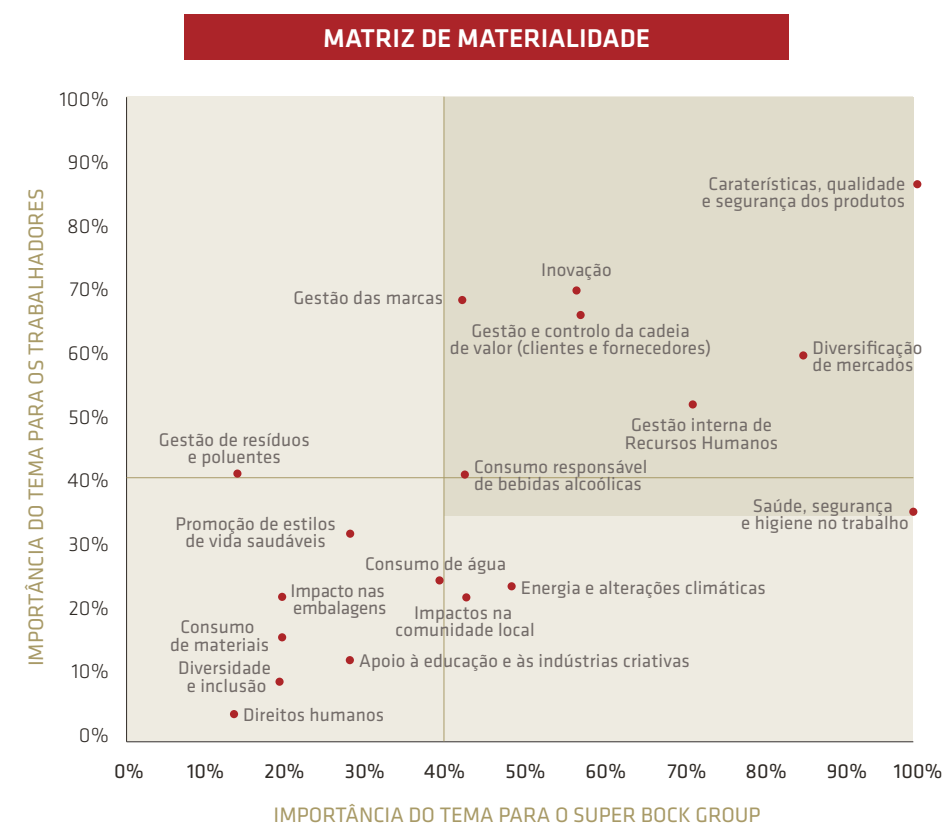 MATRIZ DE MATERIALIDADE
IMPORTÂNCIA DO TEMA PARA OS TRABALHADORES
100%
90%
80%
70%
60%
50%
40%
30%
20%
10%
0%
Caraterísticas, qualidade
e segurança dos produtos
Inovação
Gestão das marcas
Gestão e controlo da cadeia
de valor (clientes e fornecedores)
Diversificação
de mercados
Gestão interna de
Recursos Humanos
Gestão de resíduos
e poluentes
Consumo responsável
de bebidas alcoólicas
Saúde, segurança
e higiene no trabalho
Promoção de estilos
de vida saudáveis
Consumo de água
Energia e alterações climáticas
Impacto nas
embalagens
Impactos na
comunidade local
Consumo
de materiais
Apoio à educação e às indústrias criativas
Diversidade
e inclusão
Direitos humanos
0%
10%
20%
30%
40%
50%
60%
70%
80%
90%
100%
IMPORTÂNCIA DO TEMA PARA O SUPER BOCK GROUP